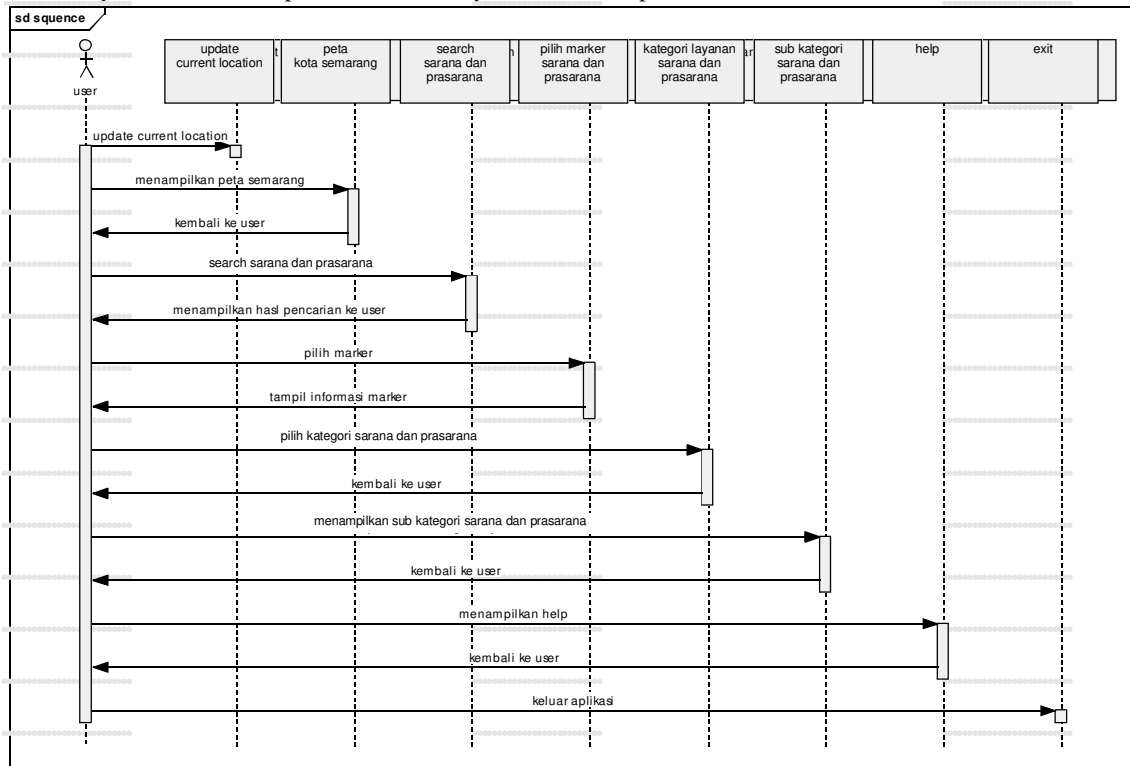 sd squence
user
update
current location
peta
kota semarang
search
sarana dan
prasarana
pilih marker
sarana dan
prasarana
kategori layanan
sarana dan
prasarana
sub kategori
sarana dan
prasarana
help
exit
update current location
menampilkan peta semarang
kembali ke user
search sarana dan prasarana
menampilkan hasl pencarian ke user
pilih marker
tampil informasi marker
pilih kategori sarana dan prasarana
kembali ke user
menampilkan sub kategori sarana dan prasarana
kembali ke user
menampilkan help
kembali ke user
keluar aplikasi